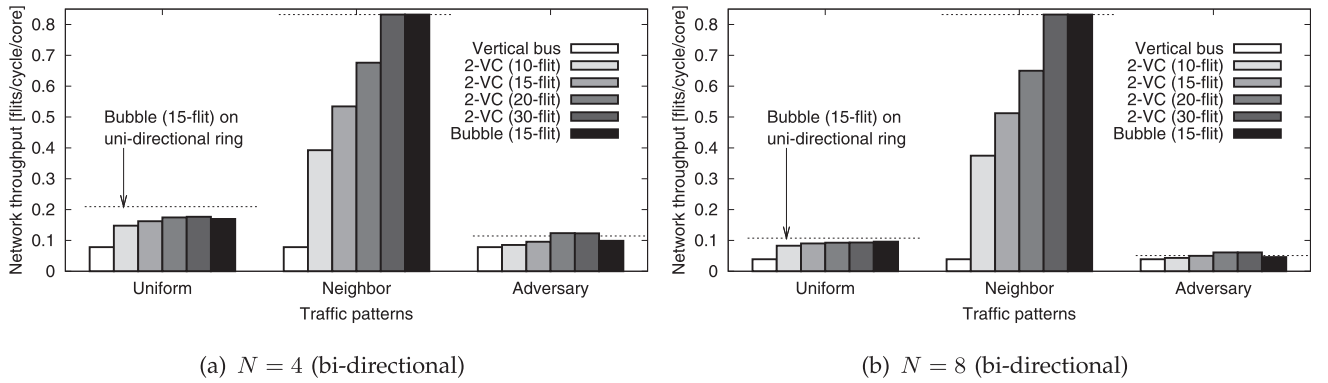 Network throughput [flits/cycle/core]
0.8
0.7
0.6
0.5
0.4
0.3
0.2
0.1
0
Bubble (15-flit) on
uni-directional ring
Vertical bus
2-VC (10-flit)
2-VC (15-flit)
2-VC (20-flit)
2-VC (30-flit)
Bubble (15-flit)
Uniform Neighbor Adversary
Traffic patterns
(a) N = 4 (bi-directional)
Network throughput [flits/cycle/core]
0.8
0.7
0.6
0.5
0.4
0.3
0.2
0.1
0
Bubble (15-flit) on
uni-directional ring
Vertical bus
2-VC (10-flit)
2-VC (15-flit)
2-VC (20-flit)
2-VC (30-flit)
Bubble (15-flit)
Uniform Neighbor Adversary
Traffic patterns
(b) N = 8 (bi-directional)